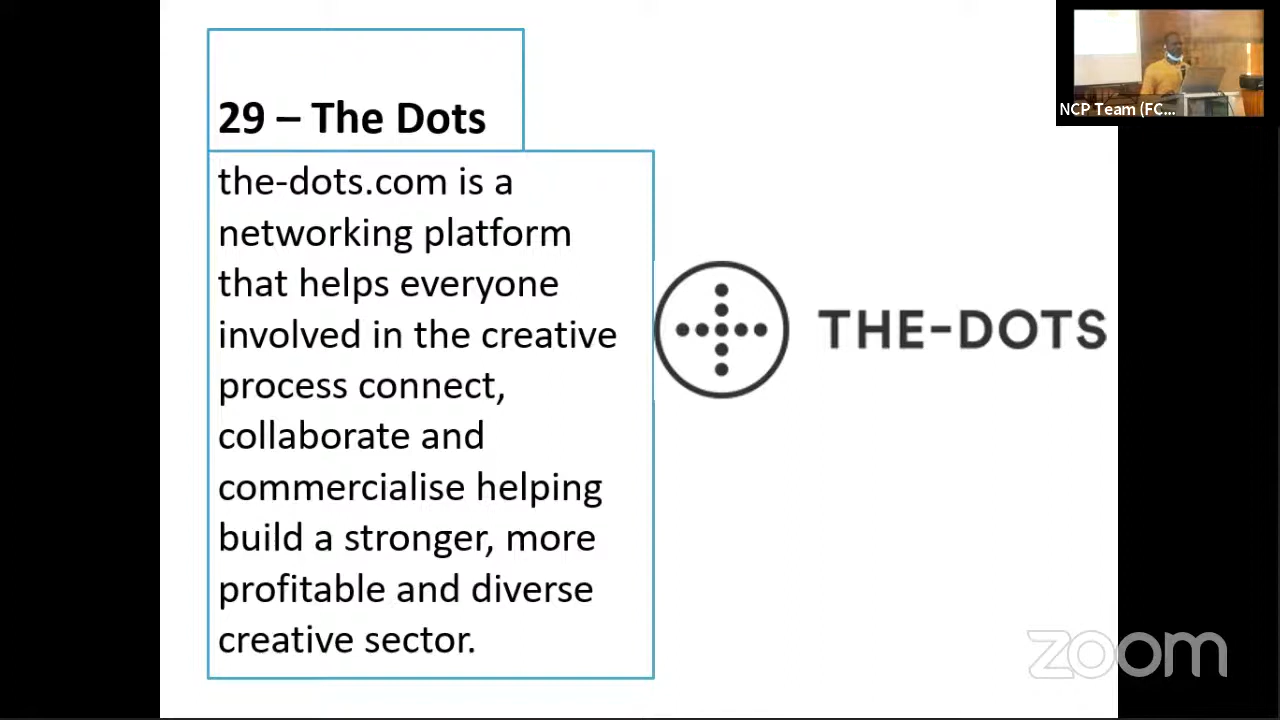 29 – The Dots
the-dots.com is a
networking platform
that helps everyone
involved in the creative
process connect,
collaborate and
commercialise helping
build a stronger, more
profitable and diverse
creative sector.
THE-DOTS
NCP Team (FC...
zoom